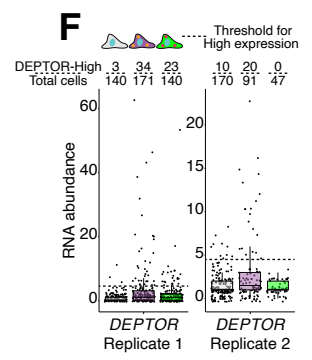 F
Threshold for
High expression
DEPTOR-High 3 34 23 10 20 0
Total cells 140 171 140 170 91 47
RNA abundance
60
40
20
0
20
15
10
5
0
DEPTOR DEPTOR
Replicate 1 Replicate 2